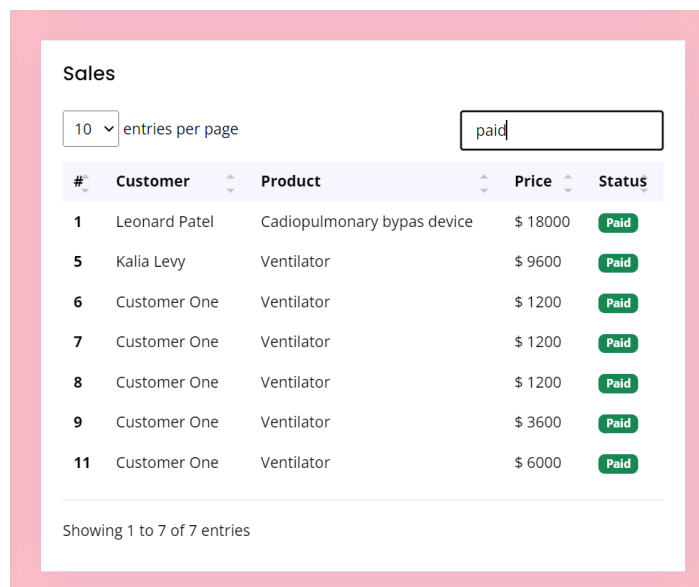 Sales
10 entries per page paid
# Customer Product Price Status
1 Leonard Patel Cadiopulmonary bypas device $ 18000 Paid
5 Kalia Levy Ventilator $ 9600 Paid
6 Customer One Ventilator $ 1200 Paid
7 Customer One Ventilator $ 1200 Paid
8 Customer One Ventilator $ 1200 Paid
9 Customer One Ventilator $ 3600 Paid
11 Customer One Ventilator $ 6000 Paid
Showing 1 to 7 of 7 entries